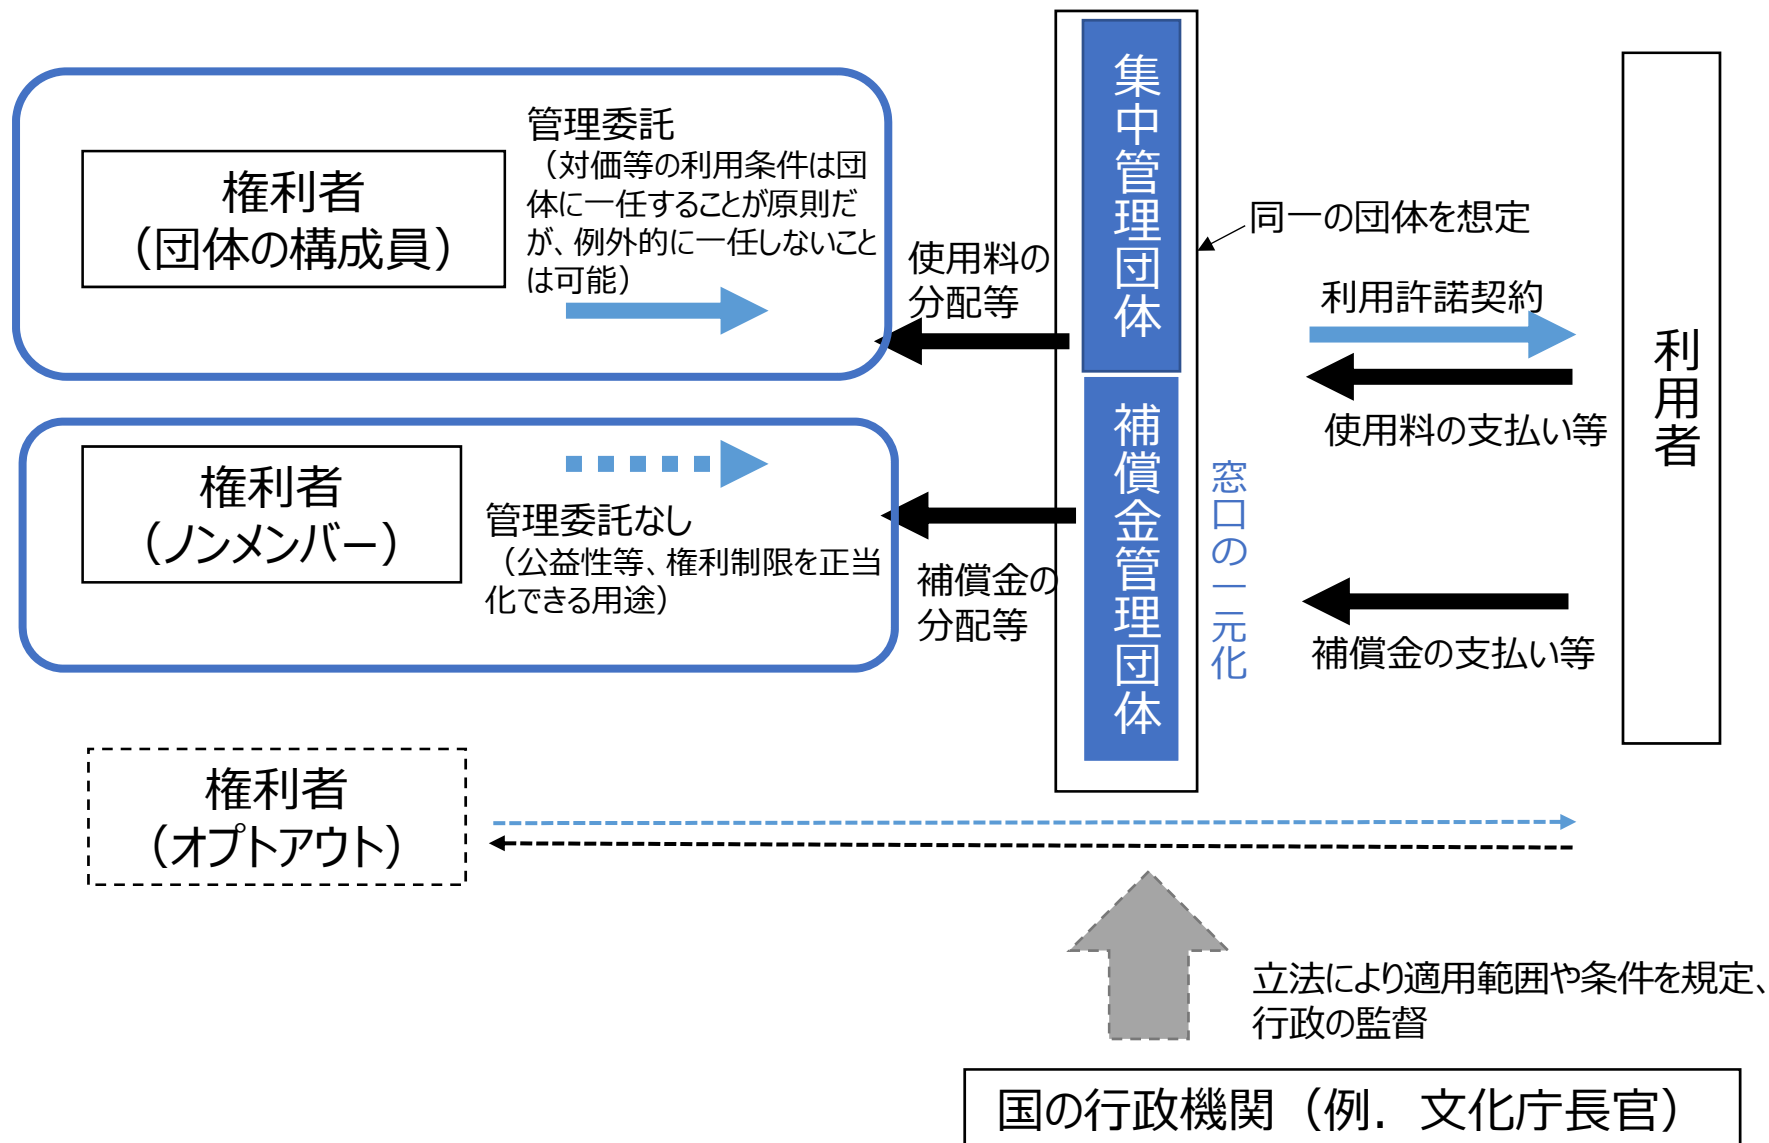 管理委託
（対価等の利用条件は団
体に一任することが原則だ
が、例外的に一任しないこと
は可能）
権利者
（団体の構成員）
使用料の
分配等
集中管理団体
同一の団体を想定
利用許諾契約
使用料の支払い等
利用者
権利者
（ノンメンバー）
管理委託なし
（公益性等、権利制限を正当
化できる用途）
補償金の
分配等
補償金管理団体
窓口の一元化
補償金の支払い等
権利者
（オプトアウト）
立法により適用範囲や条件を規定、
行政の監督
国の行政機関（例．文化庁長官）